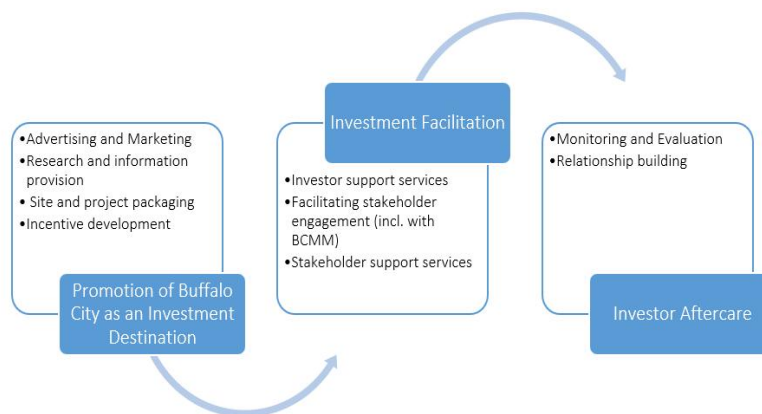 •Advertising and Marketing
•Research and information
provision
• Site and project packaging
•Incentive development
Promotion of Buffalo
City as an Investment
Destination
Investment Facilitation
•Investor support services
•Facilitating stakeholder
engagement (incl. with
BCMM)
•Stakeholder support services
•Monitoring and Evaluation
•Relationship building
Investor Aftercare